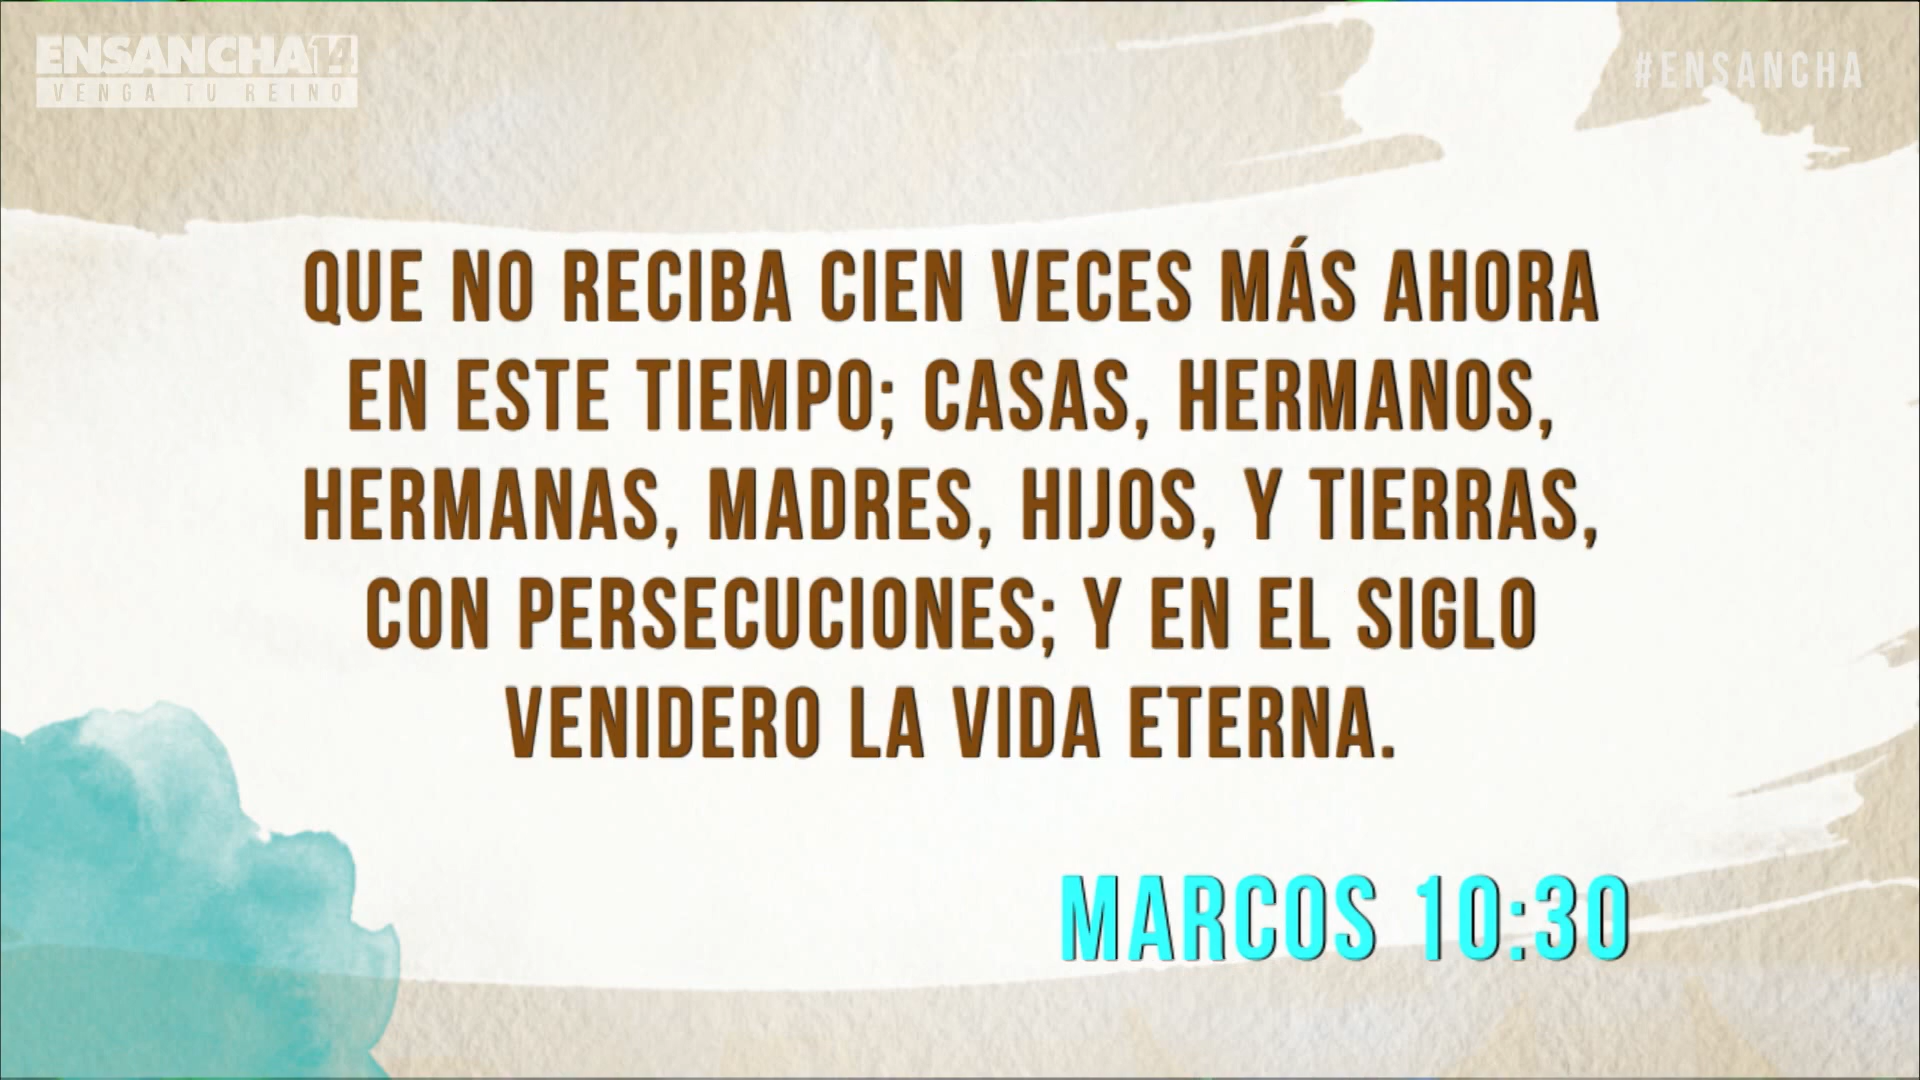 ENSANCHA14
VENGA TU REINO
#ENSANCHA
QUE NO RECIBA CIEN VECES MÁS AHORA
EN ESTE TIEMPO; CASAS, HERMANOS,
HERMANAS, MADRES, HIJOS, Y TIERRAS,
CON PERSECUCIONES; Y EN EL SIGLO
VENIDERO LA VIDA ETERNA.
MARCOS 10:30